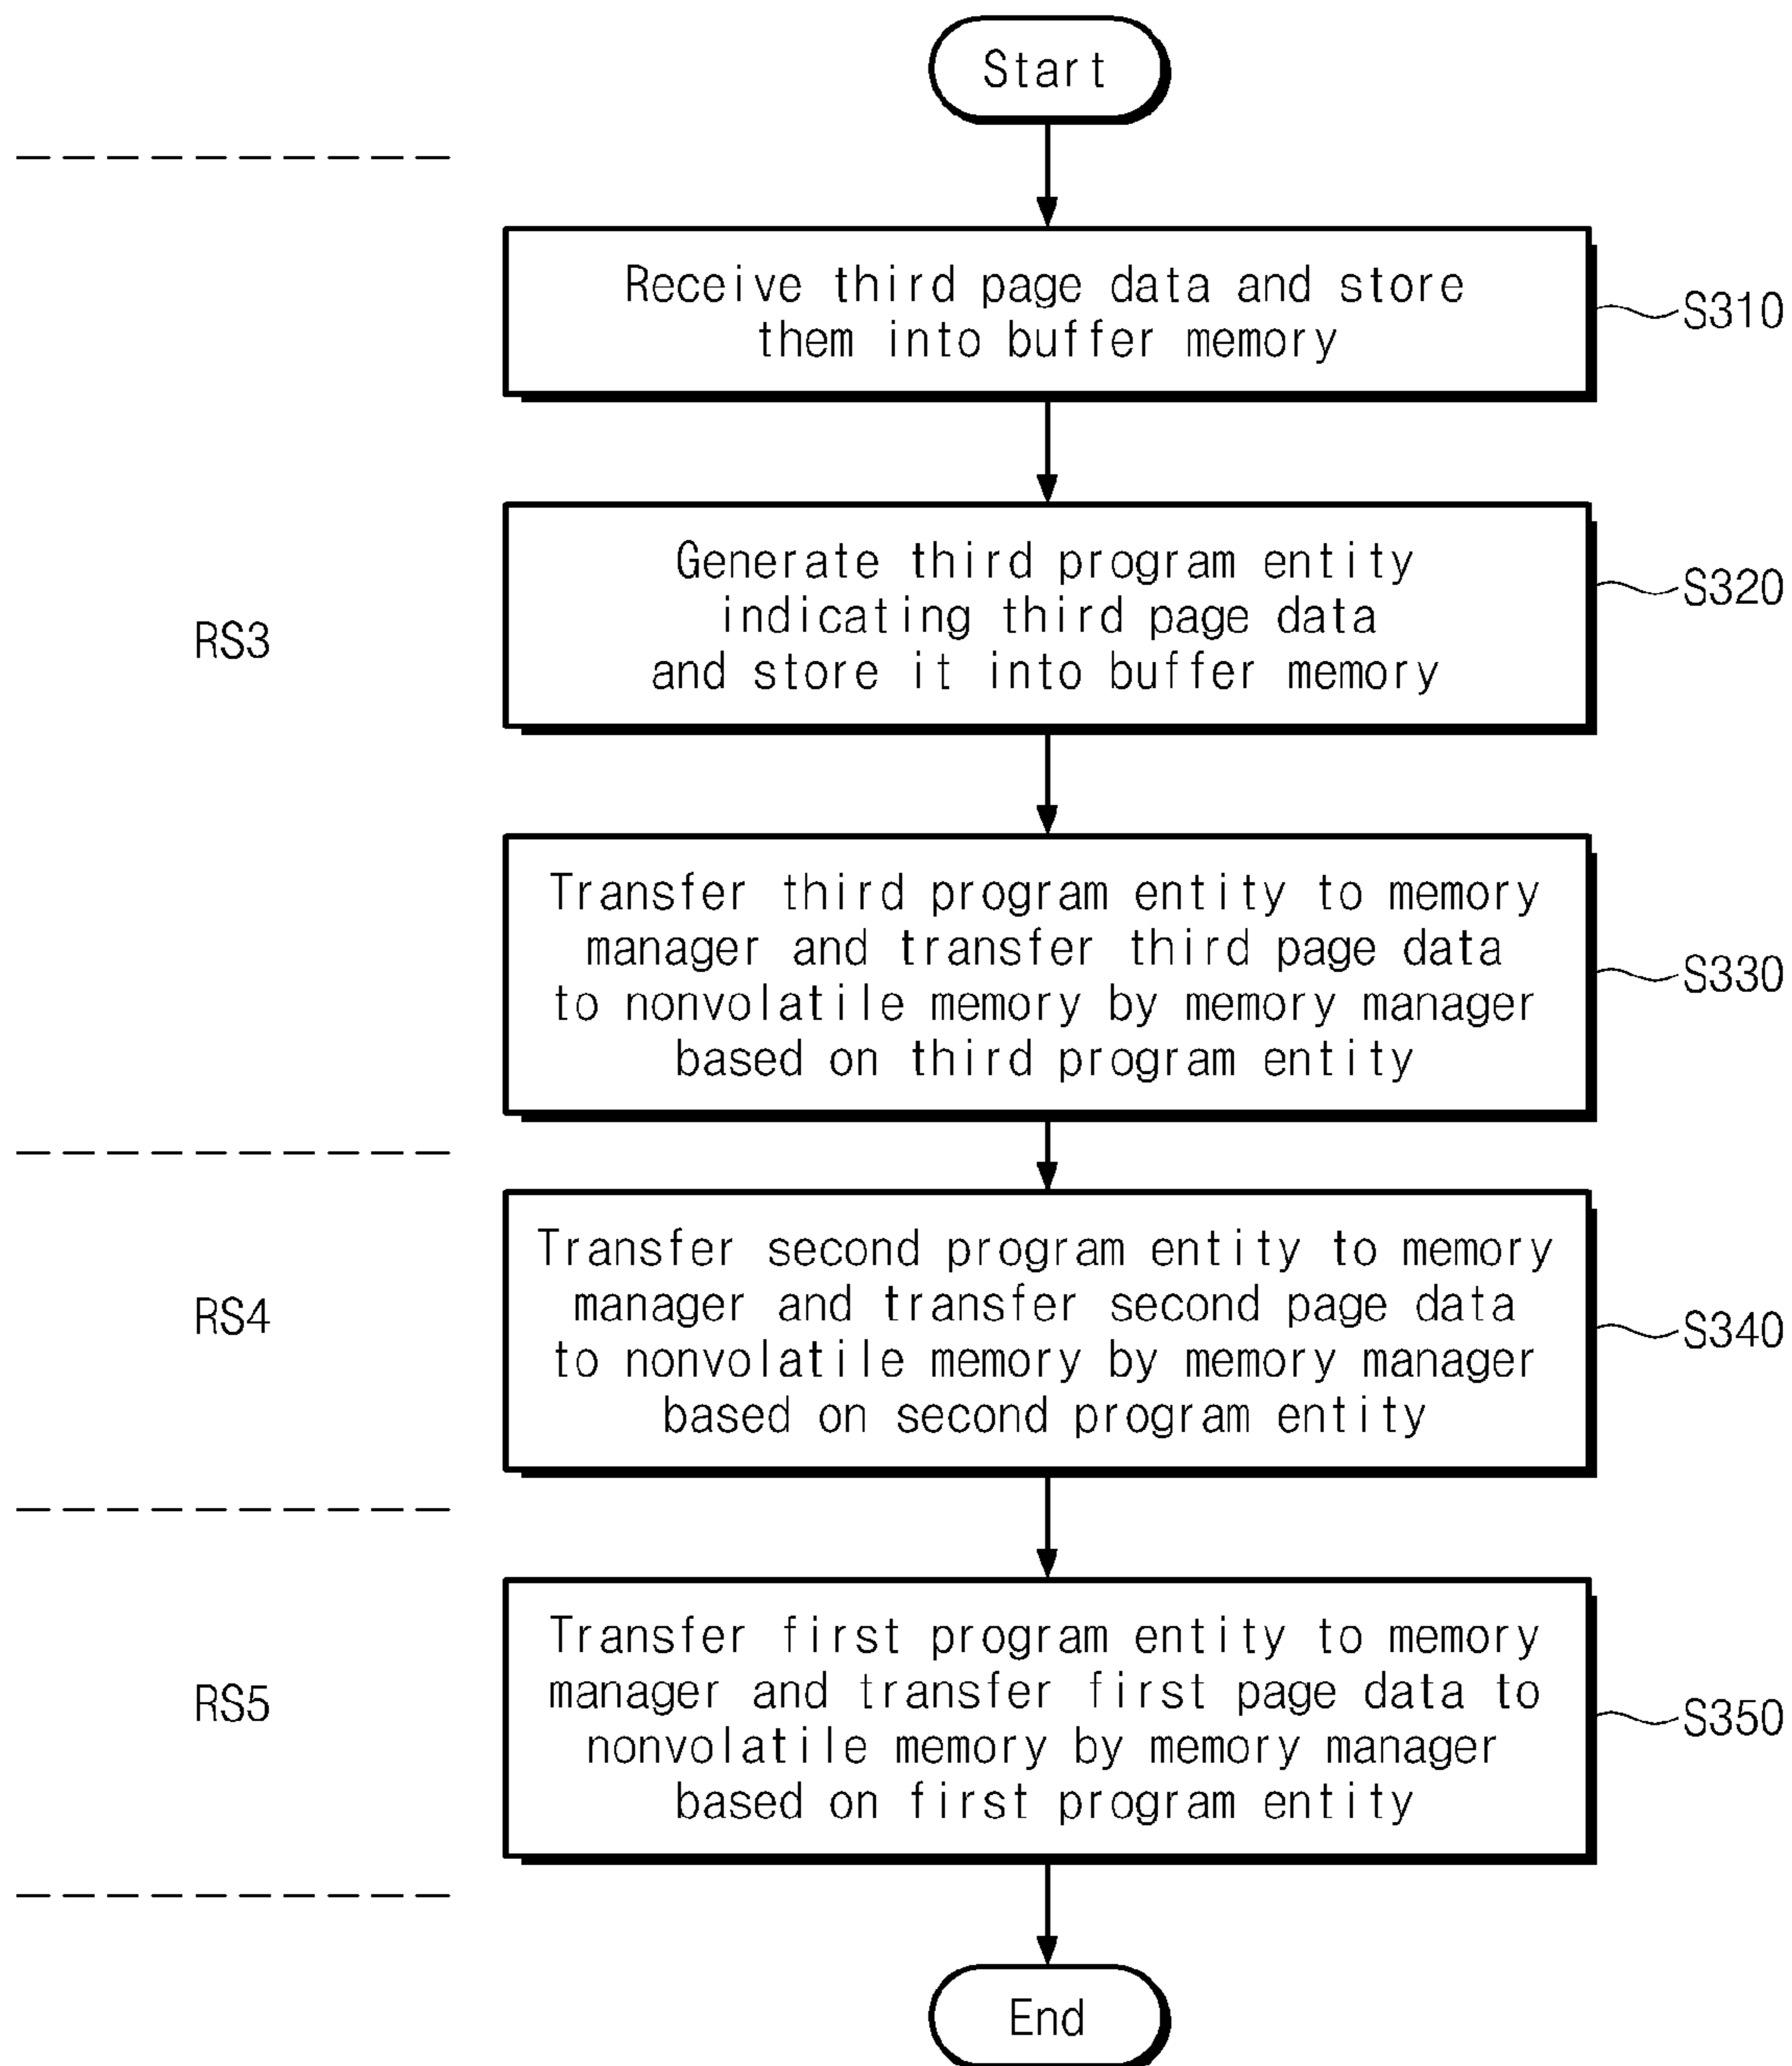 Start
Receive third page data and store
them into buffer memory
S310
Generate third program entity
indicating third page data
and store it into buffer memory
S320
RS3
Transfer third program entity to memory
manager and transfer third page data
to nonvolatile memory by memory manager
based on third program entity
S330
Transfer second program entity to memory
manager and transfer second page data
to nonvolatile memory by memory manager
based on second program entity
RS4
S340
Transfer first program entity to memory
manager and transfer first page data to
nonvolatile memory by memory manager
based on first program entity
RS5
S350
End